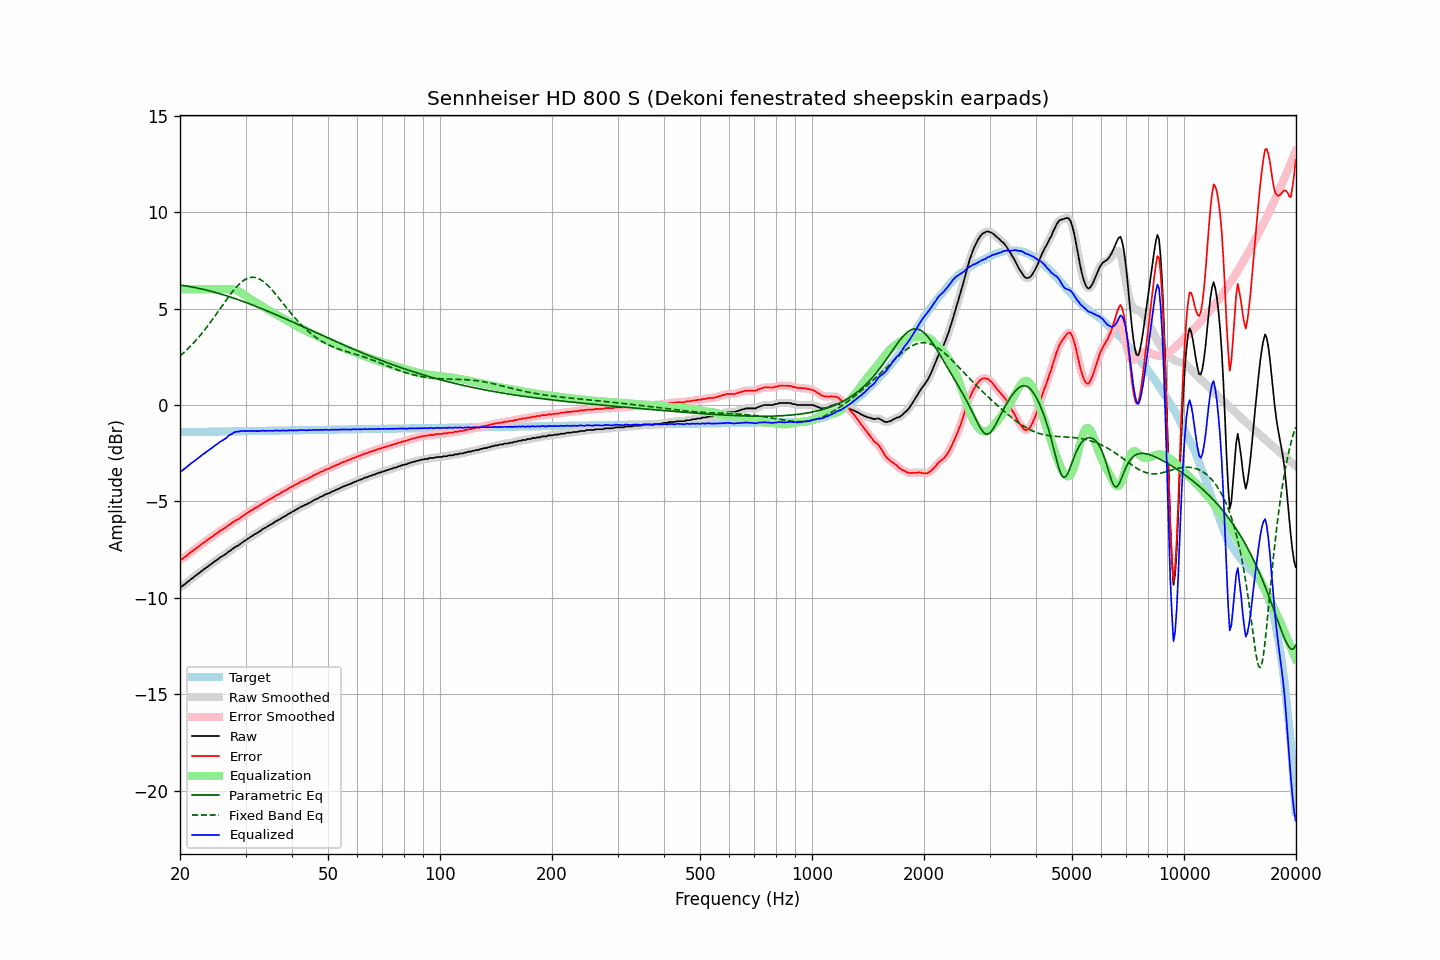 Sennheiser HD 800 S (Dekoni fenestrated sheepskin earpads)
15
10
5
0
−5
−10
−15
−20
Amplitude (dBr)
Target
Raw Smoothed
Error Smoothed
Raw
Error
Equalization
Parametric Eq
Fixed Band Eq
Equalized
20 50 100 200 500 1000 2000 5000 10000 20000
Frequency (Hz)